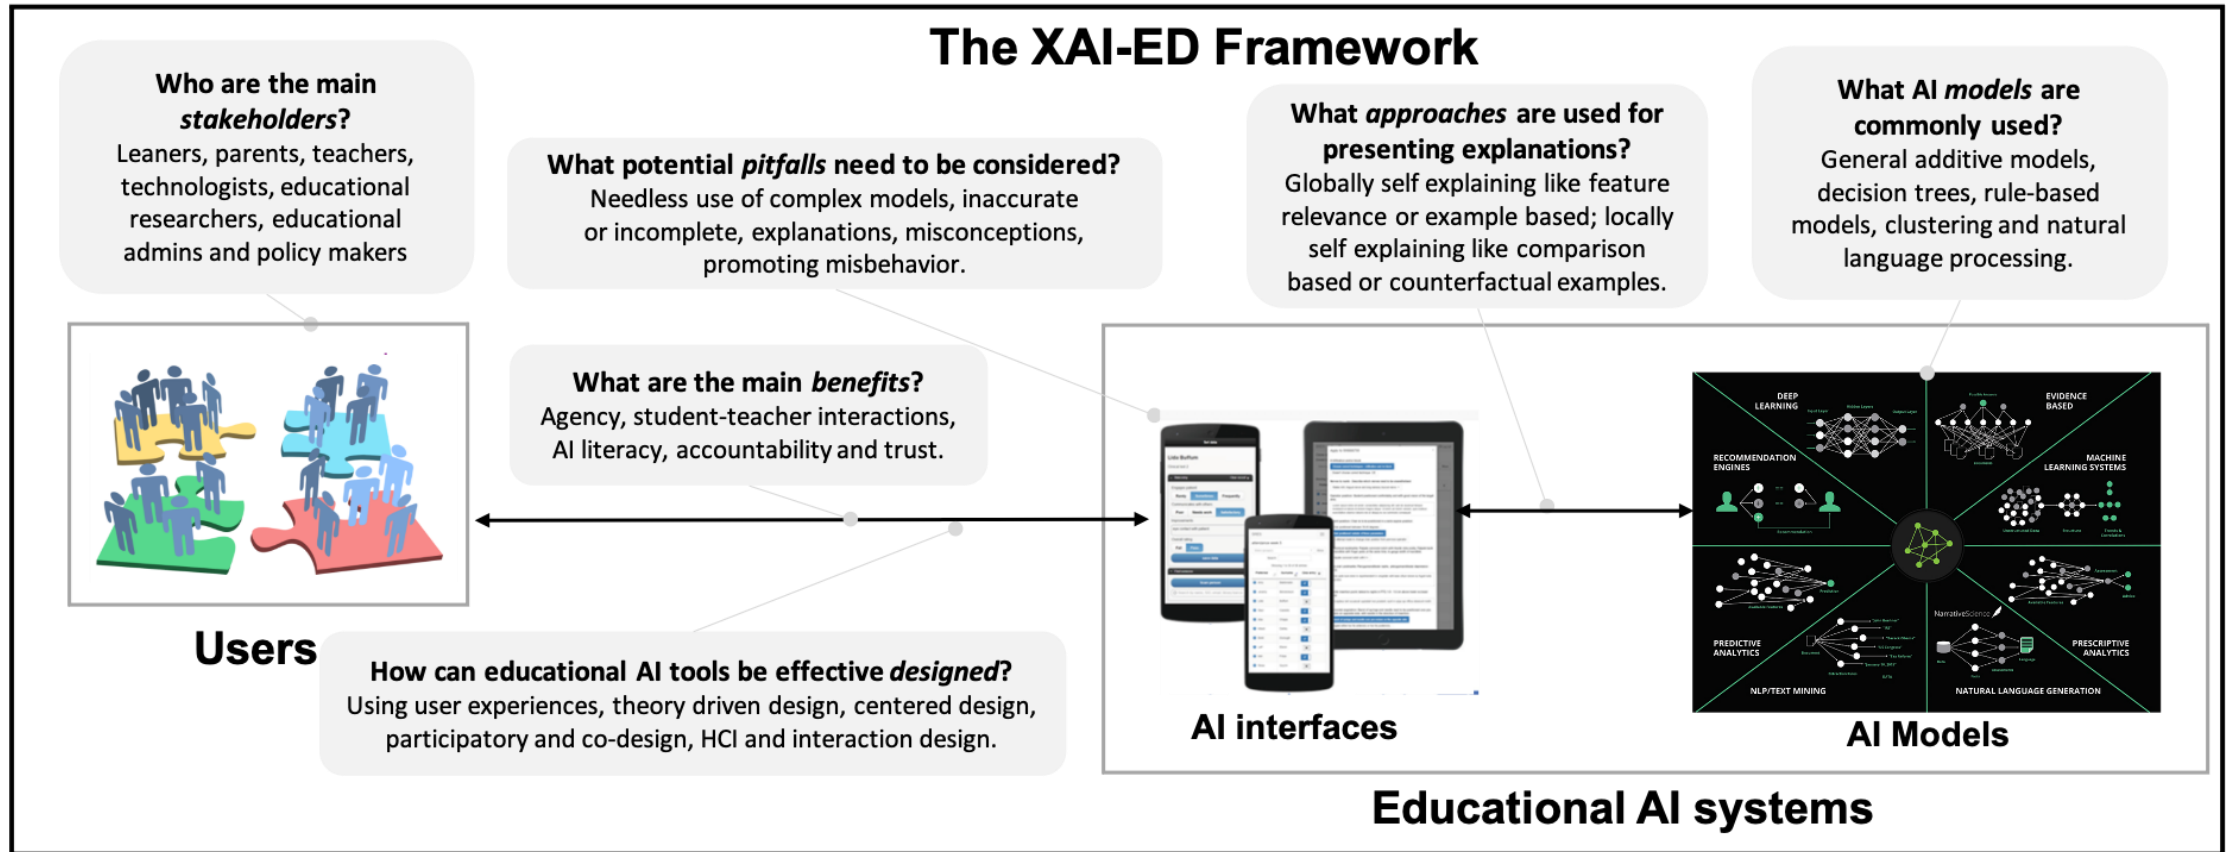 The XAI-ED Framework
Who are the main
stakeholders?
Leaners, parents, teachers,
technologists, educational
researchers, educational
admins and policy makers
What potential pitfalls need to be considered?
Needless use of complex models, inaccurate
or incomplete, explanations, misconceptions,
promoting misbehavior.
What approaches are used for
presenting explanations?
Globally self explaining like feature
relevance or example based; locally
self explaining like comparison
based or counterfactual examples.
What AI models are
commonly used?
General additive models,
decision trees, rule-based
models, clustering and natural
language processing.
What are the main benefits?
Agency, student-teacher interactions,
AI literacy, accountability and trust.
Users
How can educational AI tools be effective designed?
Using user experiences, theory driven design, centered design,
participatory and co-design, HCI and interaction design.
AI interfaces
DEEP
LEARNING
EVIDENCE
BASED
RECOMMENDATION
ENGINES
MACHINE
LEARNING SYSTEMS
PREDICTIVE
ANALYTICS
NarrativeScience
PRESCRIPTIVE
ANALYTICS
NLP/TEXT MINING
NATURAL LANGUAGE GENERATION
AI Models
Educational AI systems